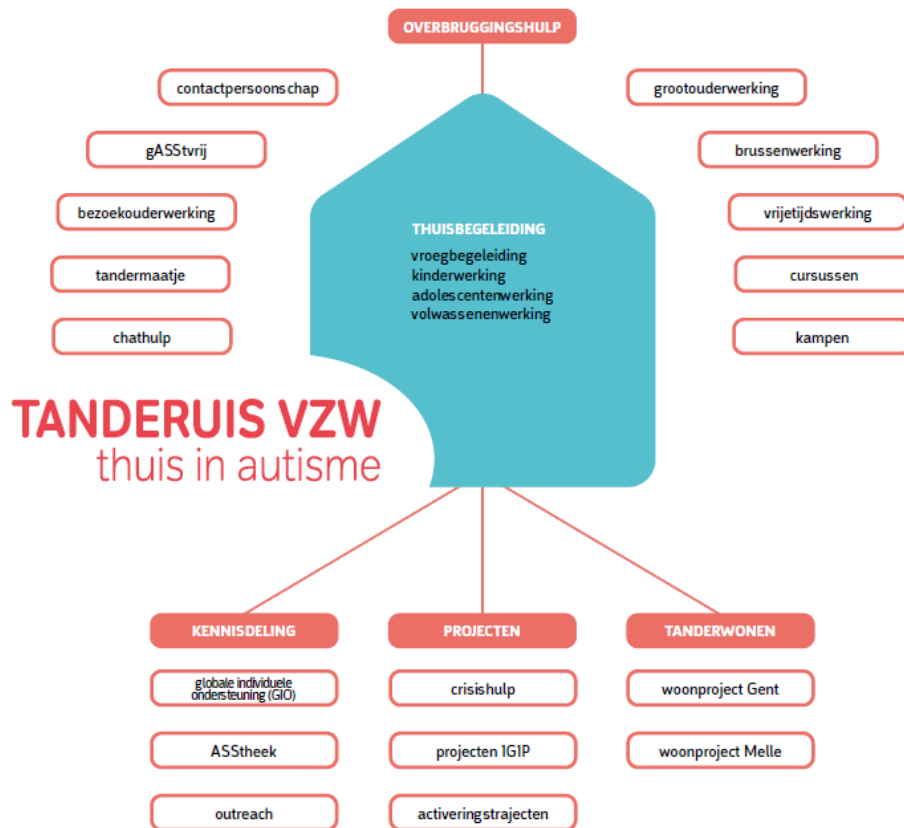 OVERBRUGGINGSHULP
contactpersoonschap
gASStvrij
bezoekouderwerking
tandermaatje
chathulp
grootouderwerking
brussenwerking
vrijetijdswerking
cursussen
kampen
THUISBEGELEIDING
vroegbegeleiding
kinderwerking
adolescentenwerking
volwassenenwerking
TANDERUIS VZW
thuis in autisme
KENNISDELING
globale individuele
ondersteuning (GIO)
ASStheek
outreach
PROJECTEN
crisishulp
projecten 1G1P
activeringstrajecten
TANDERWONEN
woonproject Gent
woonproject Melle